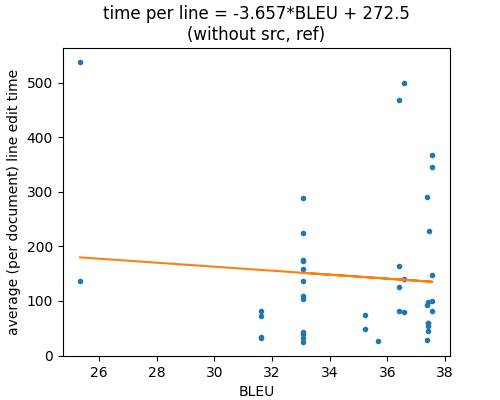 time per line = -3.657*BLEU + 272.5
(without src, ref)
average (per document) line edit time
500
400
300
200
100
0
26 28 30 32 34 36 38
BLEU